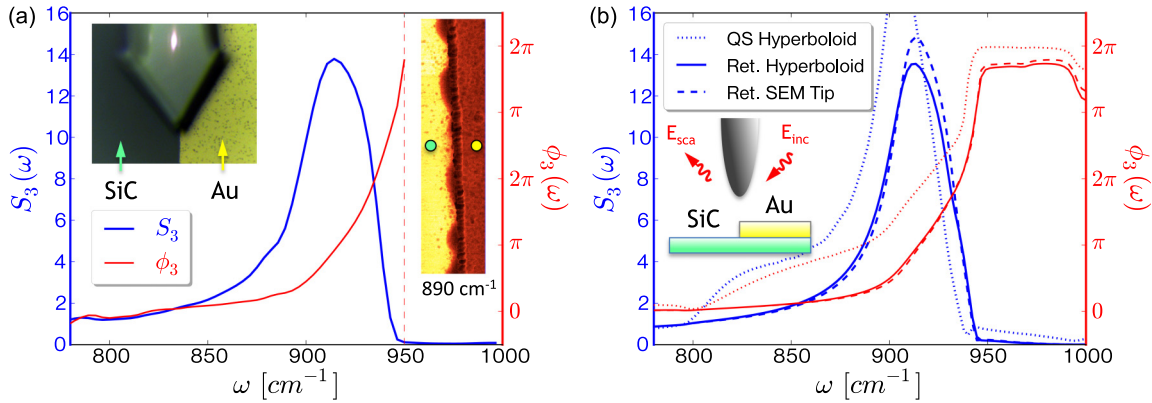 (a)
16
14
12
10
8
6
4
2
0
S₃(ω)
SiC
Au
S₃
ϕ₃
890 cm⁻¹
2π
π
2π
π
0
ϕ₃(ω)
800
850
900
950
1000
ω [cm⁻¹]
(b)
16
14
12
10
8
6
4
2
0
S₃(ω)
QS Hyperboloid
Ret. Hyperboloid
Ret. SEM Tip
E_sca
E_inc
SiC
Au
2π
π
2π
π
0
ϕ₃(ω)
800
850
900
950
1000
ω [cm⁻¹]